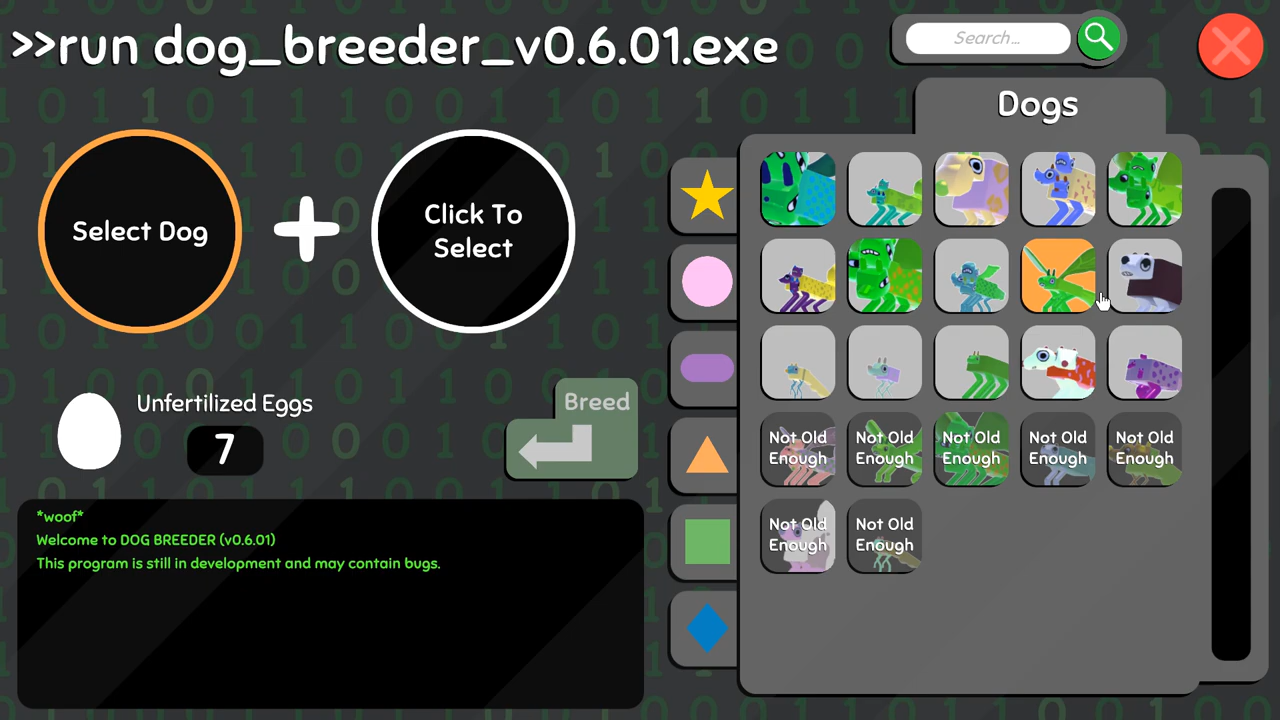 >>run dog_breeder_v0.6.01.exe
Search...
Dogs
Select Dog
Click To
Select
Unfertilized Eggs
7
Breed
*woof*
Welcome to DOG BREEDER (v0.6.01)
This program is still in development and may contain bugs.
Not Old
Enough
Not Old
Enough
Not Old
Enough
Not Old
Enough
Not Old
Enough
Not Old
Enough
Not Old
Enough